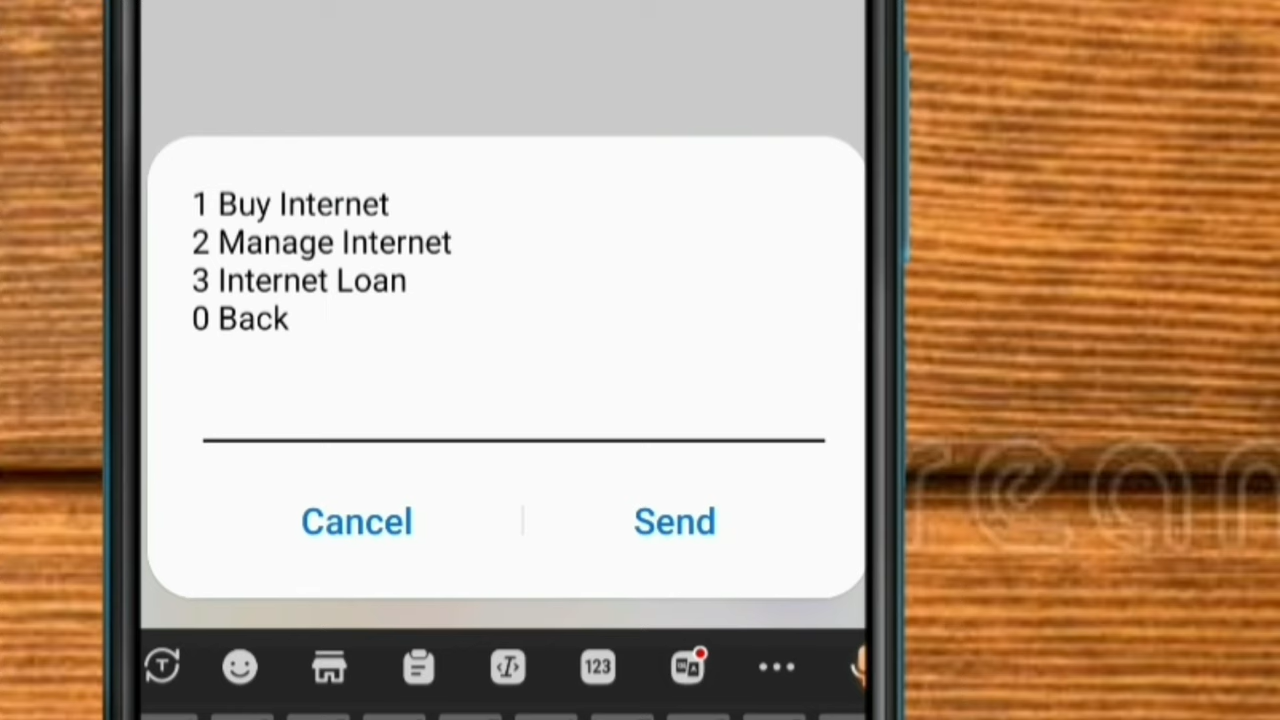 1 Buy Internet
2 Manage Internet
3 Internet Loan
0 Back
Cancel
Send
123